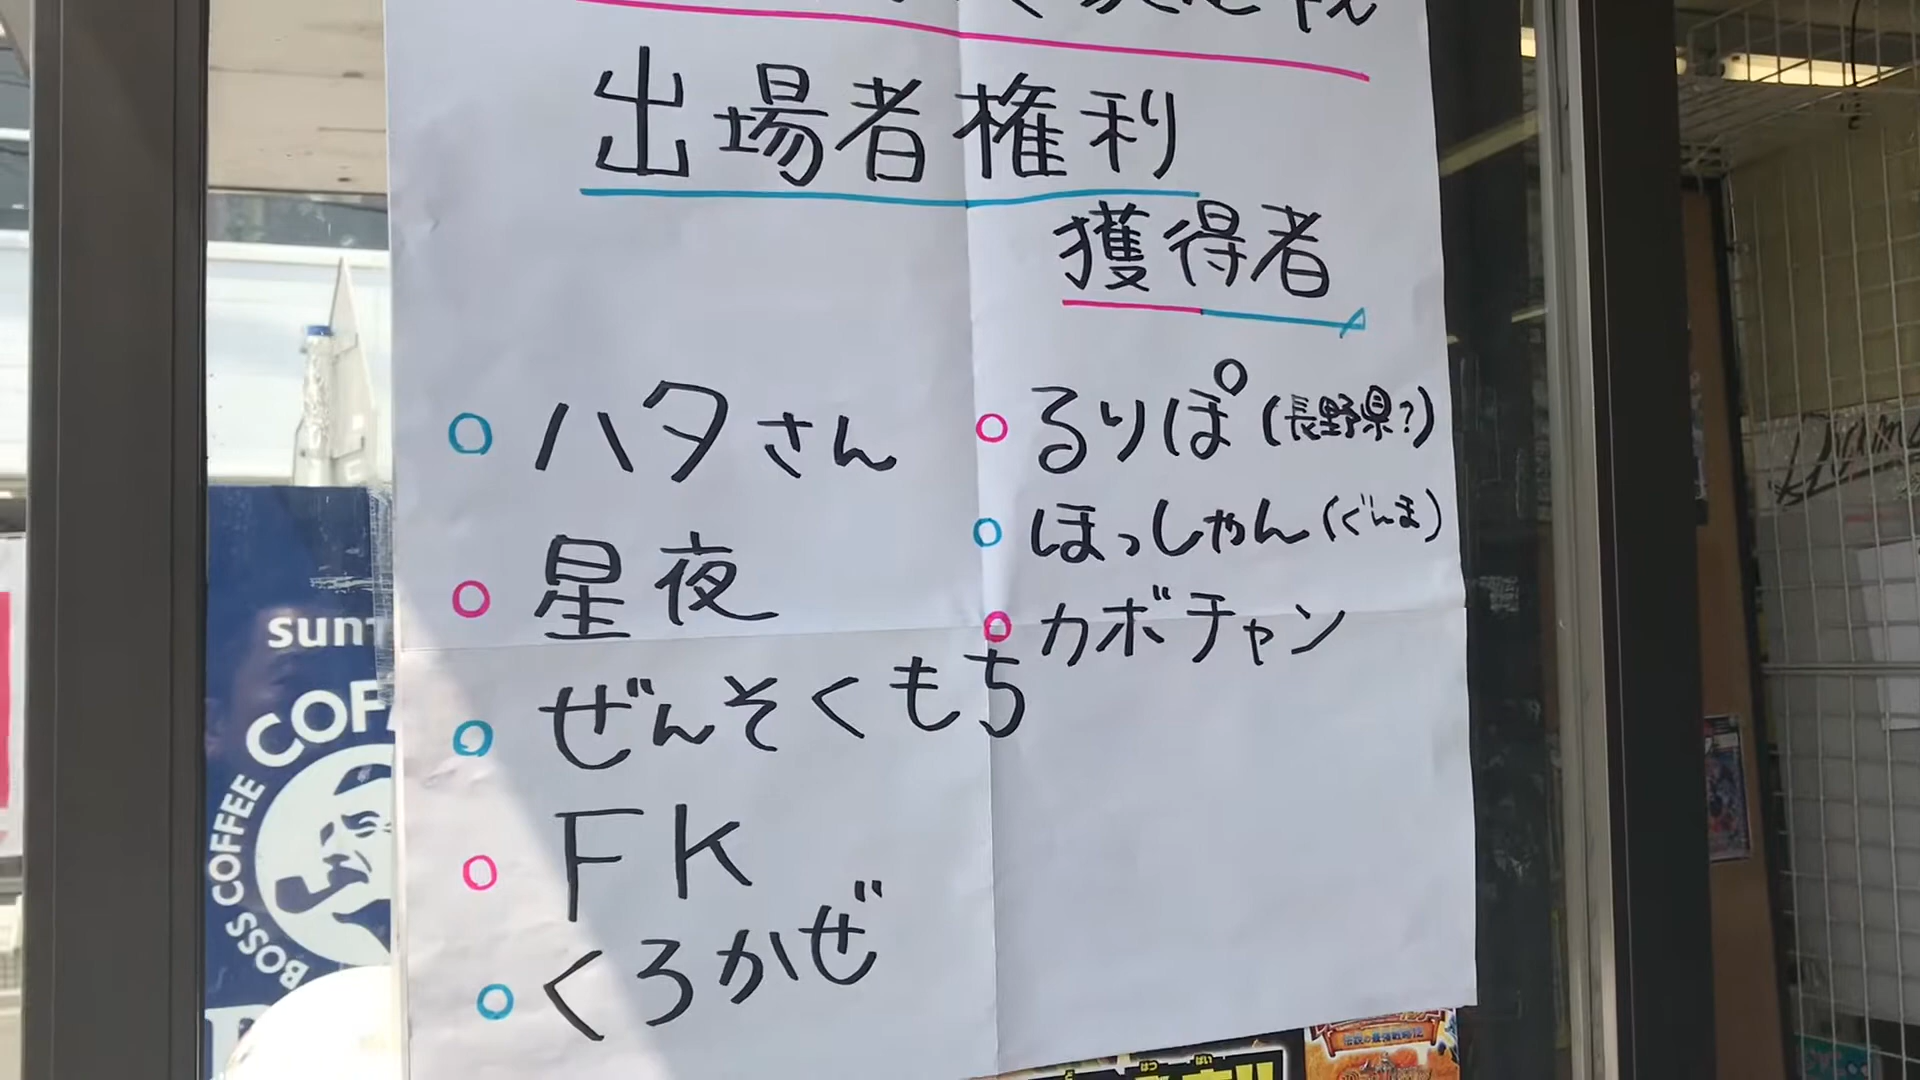 出場者権利
獲得者
ハタさん
星夜
ぜんそくもち
FK
くろかぜ
るりぽ(長野県?)
ほっしゃん(ぐんま)
カボチャン
COFFEE
BOSS COFFEE